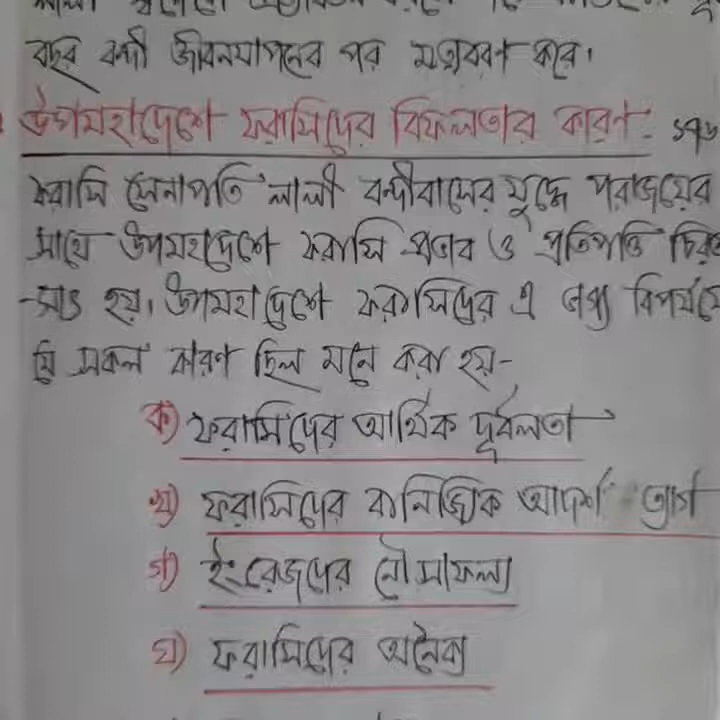 বছর বন্দী জীবনযাপনের পর মৃত্যুবরণ করে।
উপমহাদেশে ফরাসিদের বিফলতার কারণ:
ফরাসি সেনাপতি লালী বন্দীবাসের যুদ্ধে পরাজয়ের
সাথে উপমহাদেশে ফরাসি প্রভাব ও প্রতিপত্তি
হয়। উপমহাদেশে ফরাসিদের এ বিপর্যয়ে
যে সকল কারণ ছিল মনে করা হয়-
ক) ফরাসিদের আর্থিক দূর্বলতা
খ) ফরাসিদের বানিজ্যিক আদর্শ ত্যাগ
গ) ইংরেজদের নৌ সাফল্য
ঘ) ফরাসিদের অনৈক্য